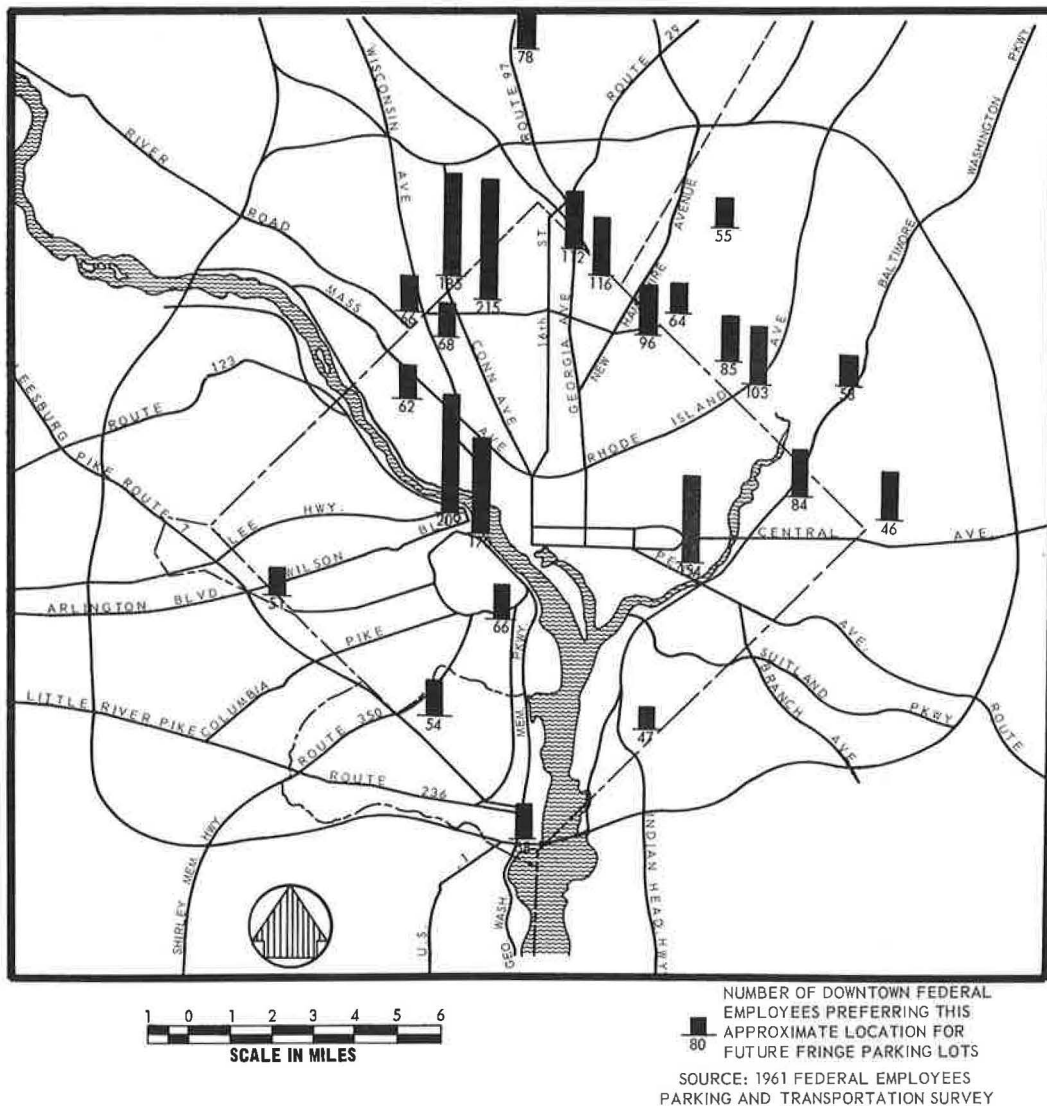 78
WISCONSIN AVE
ROUTE 97
ROUTE 29
BALTIMORE WASHINGTON PKWY
RIVER ROAD
MASS AVE
CONN AVE
16th ST
GEORGIA AVE
NEW HAMPSHIRE AVENUE
RHODE ISLAND AVE
185
215
112
116
55
68
96
64
85
103
62
84
46
66
54
47
ROUTE 123
LEESBURG PIKE ROUTE 7
LEE HWY.
WILSON
ARLINGTON BLVD
COLUMBIA PIKE
LITTLE RIVER PIKE
ROUTE 236
ROUTE 350
SHIRLEY MEM. HWY
MEM. PKWY
GEO WASH
U.S. 1
CENTRAL AVE.
AVE.
ROUTE
SUITLAND PKWY
BRANCH AVE
INDIAN HEAD HWY.
1 0 1 2 3 4 5 6
SCALE IN MILES
80
NUMBER OF DOWNTOWN FEDERAL
EMPLOYEES PREFERRING THIS
APPROXIMATE LOCATION FOR
FUTURE FRINGE PARKING LOTS
SOURCE: 1961 FEDERAL EMPLOYEES
PARKING AND TRANSPORTATION SURVEY